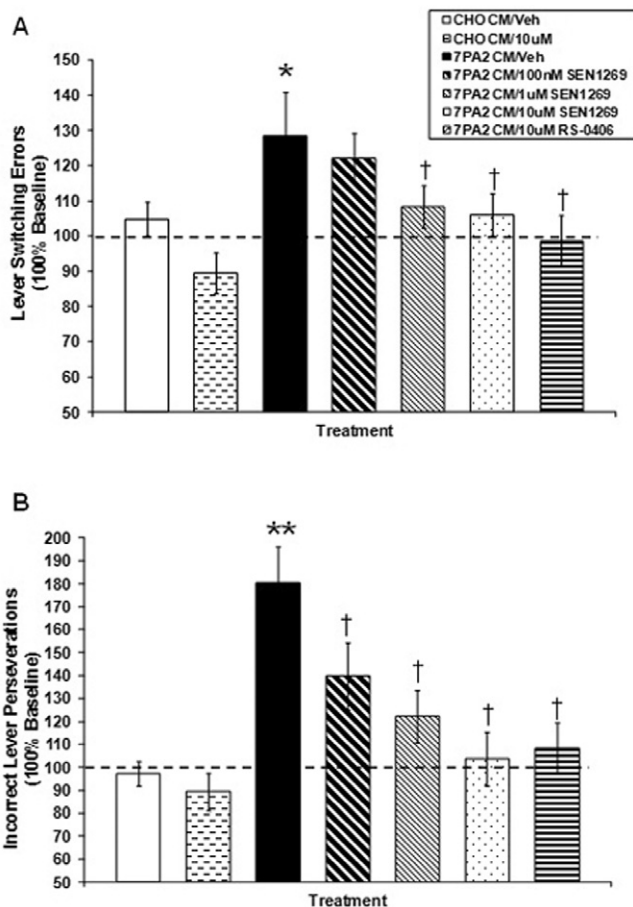 A
CHO CM/Veh
CHO CM/10uM
7PA2 CM/Veh
7PA2 CM/100nM SEN1269
7PA2 CM/1uM SEN1269
7PA2 CM/10uM SEN1269
7PA2 CM/10uM RS-0406
Lever Switching Errors
(100% Baseline)
150
140
130
120
110
100
90
80
70
60
50
*
†
†
†
Treatment
B
Incorrect Lever Perseverations
(100% Baseline)
200
190
180
170
160
150
140
130
120
110
100
90
80
70
60
50
**
†
†
†
†
Treatment